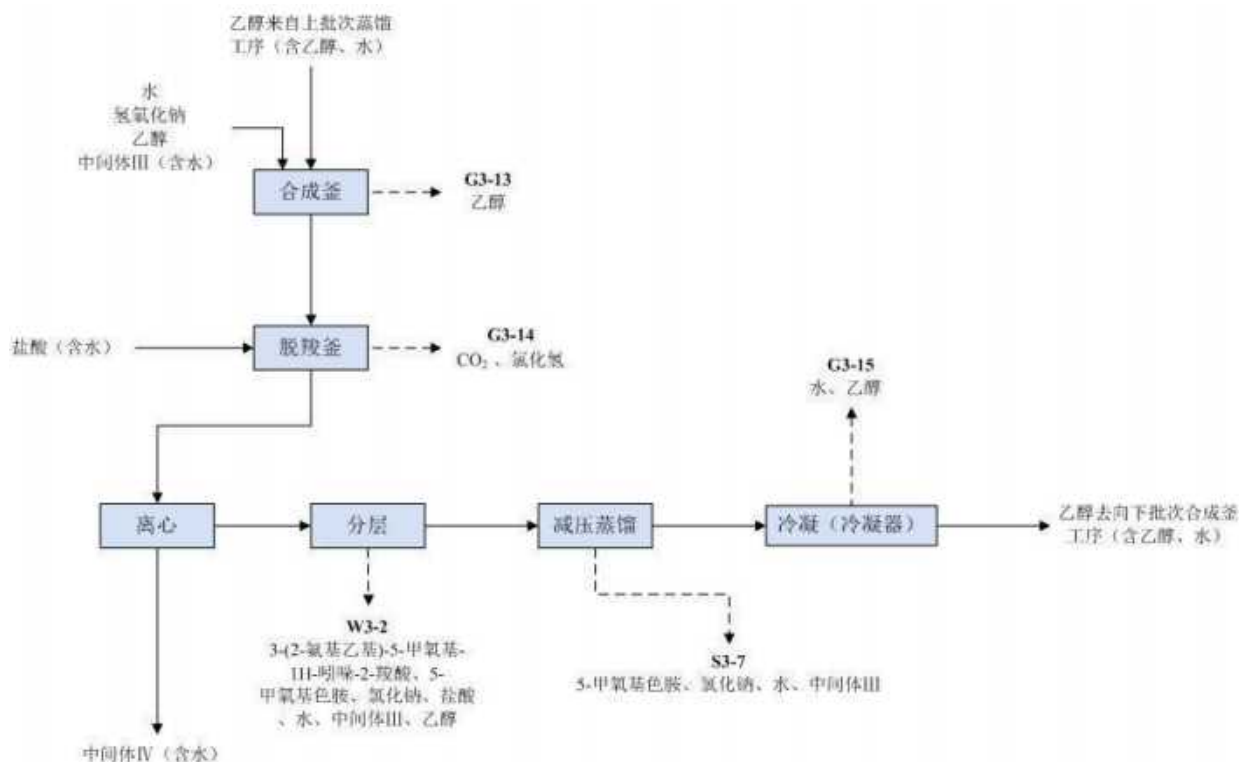 乙醇来自上批次蒸馏
工序（含乙醇、水）
水
氢氧化钠
乙醇
中间体Ⅲ（含水）
合成釜
G3-13
乙醇
盐酸（含水）
脱羧釜
G3-14
CO₂、氯化氢
G3-15
水、乙醇
离心
分层
减压蒸馏
冷凝（冷凝器）
乙醇去向下批次合成釜
工序（含乙醇、水）
W3-2
3-(2-氨基乙基)-5-甲氧基-
1H-吲哚-2-羧酸、5-
甲氧基色胺、氯化钠、盐酸
、水、中间体Ⅲ、乙醇
S3-7
5-甲氧基色胺、氯化钠、水、中间体Ⅲ
中间体Ⅳ（含水）